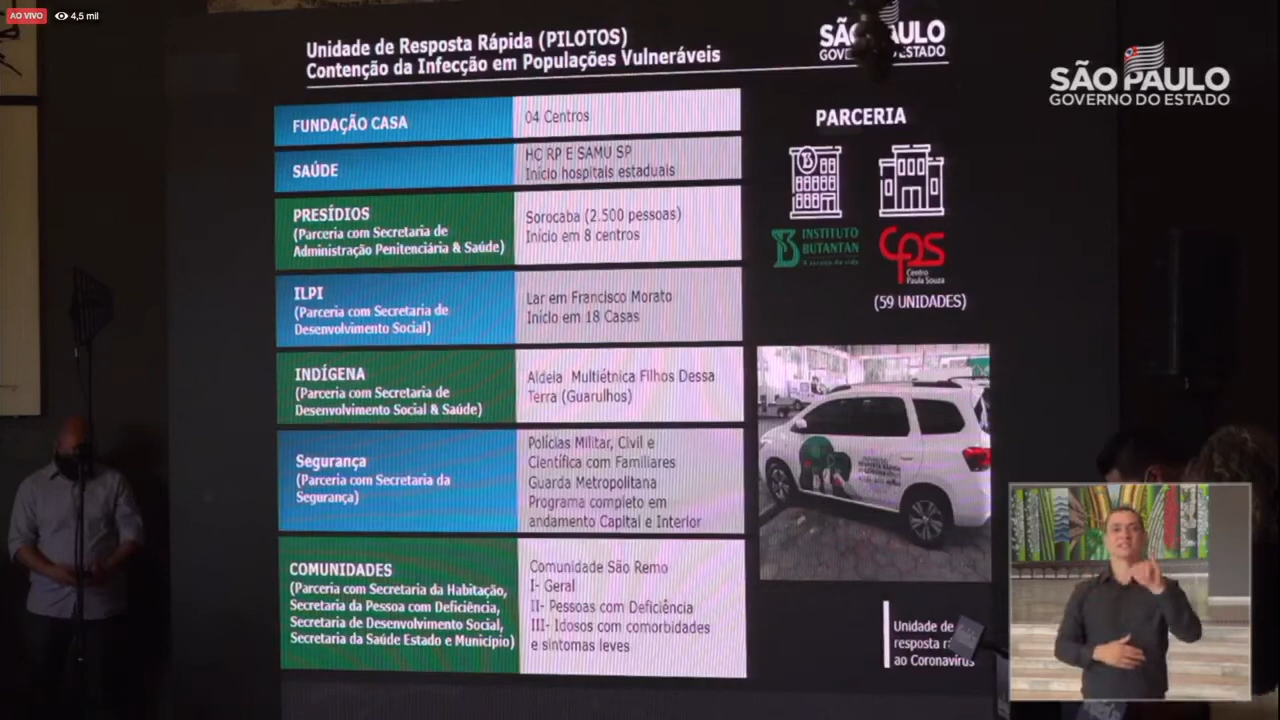 AO VIVO
4,5 mil
Unidade de Resposta Rápida (PILOTOS)
Contenção da Infecção em Populações Vulneráveis
SÃO PAULO
GOVERNO DO ESTADO
SÃO PAULO
GOVERNO DO ESTADO
FUNDAÇÃO CASA
04 Centros
SAÚDE
HC RP E SAMU SP
Início hospitais estaduais
PRESÍDIOS
(Parceria com Secretaria de
Administração Penitenciária & Saúde)
Sorocaba (2.500 pessoas)
Início em 8 centros
ILPI
(Parceria com Secretaria de
Desenvolvimento Social)
Lar em Francisco Morato
Início em 18 Casas
INDÍGENA
(Parceria com Secretaria de
Desenvolvimento Social & Saúde)
Aldeia Multiétnica Filhos Dessa
Terra (Guarulhos)
Segurança
(Parceria com Secretaria da
Segurança)
Polícias Militar, Civil e
Científica com Familiares
Guarda Metropolitana
Programa completo em
andamento Capital e Interior
COMUNIDADES
(Parceria com Secretaria da Habitação,
Secretaria da Pessoa com Deficiência,
Secretaria de Desenvolvimento Social,
Secretaria da Saúde Estado e Município)
Comunidade São Remo
I- Geral
II- Pessoas com Deficiência
III- Idosos com comorbidades
e sintomas leves
PARCERIA
INSTITUTO
BUTANTAN
A serviço da vida
CPS
Centro
Paula Souza
(59 UNIDADES)
RESPOSTA RÁPIDA
Unidade de
resposta
ao Coronavírus